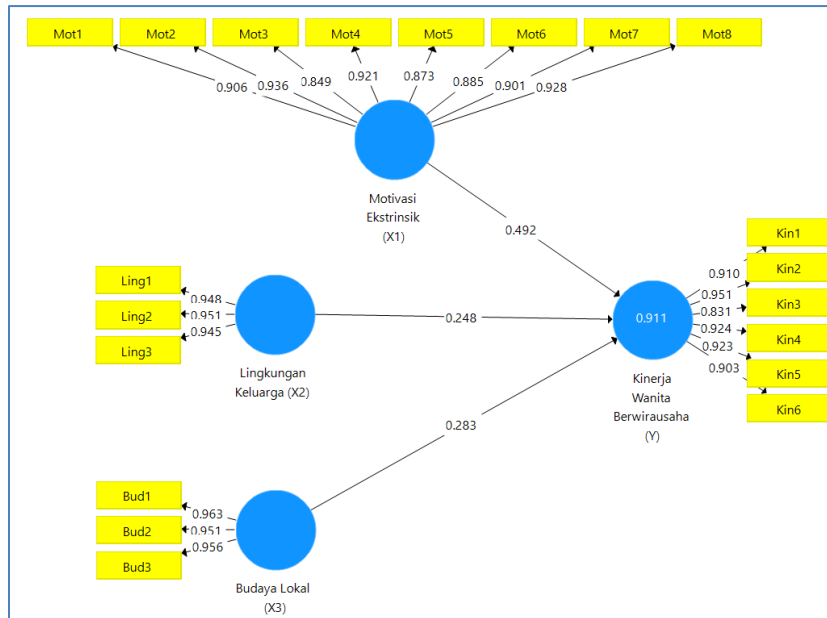 Mot1 Mot2 Mot3 Mot4 Mot5 Mot6 Mot7 Mot8
0.906 0.936 0.849 0.921 0.873 0.885 0.901 0.928
Motivasi
Ekstrinsik
(X1)
0.492
Ling1
Ling2
Ling3
0.948
0.951
0.945
Lingkungan
Keluarga (X2)
0.248
Bud1
Bud2
Bud3
0.963
0.951
0.956
Budaya Lokal
(X3)
0.283
0.911
Kinerja
Wanita
Berwirausaha
(Y)
0.910
0.951
0.831
0.924
0.923
0.903
Kin1
Kin2
Kin3
Kin4
Kin5
Kin6